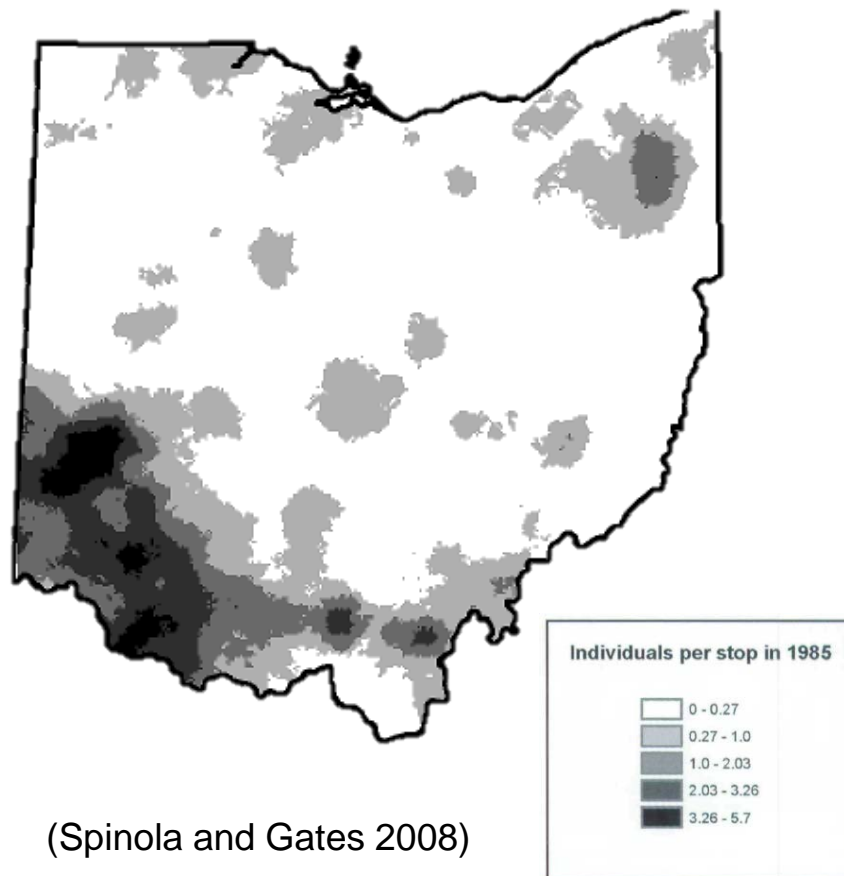 Individuals per stop in 1985
0 - 0.27
0.27 - 1.0
1.0 - 2.03
2.03 - 3.26
3.26 - 5.7
(Spinola and Gates 2008)